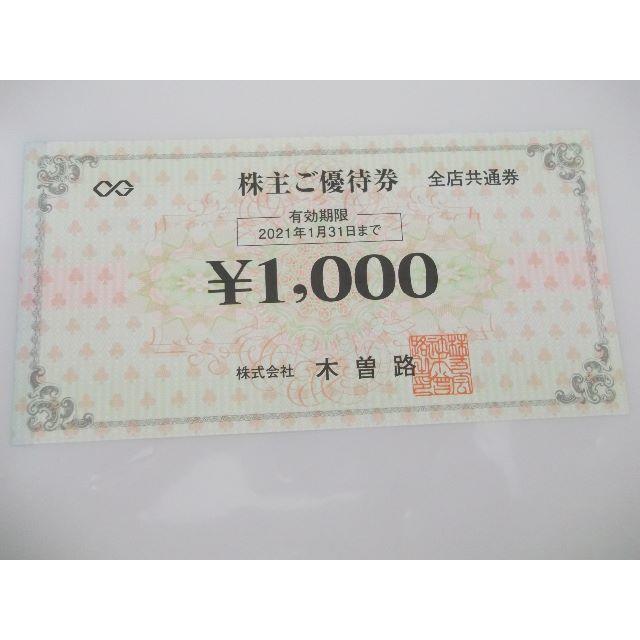 株主ご優待券 全店共通券
有効期限
2021年1月31日まで
¥1,000
株式会社 木曽路